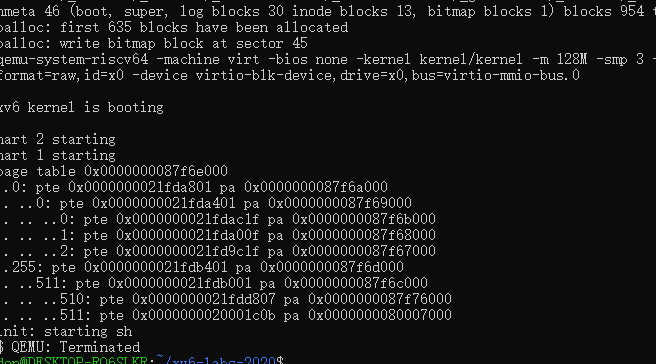 nmeta 46 (boot, super, log blocks 30 inode blocks 13, bitmap blocks 1) blocks 954 t
balloc: first 635 blocks have been allocated
balloc: write bitmap block at sector 45
qemu-system-riscv64 -machine virt -bios none -kernel kernel/kernel -m 128M -smp 3 -
format=raw,id=x0 -device virtio-blk-device,drive=x0,bus=virtio-mmio-bus.0
xv6 kernel is booting
hart 2 starting
hart 1 starting
page table 0x0000000087f6e000
..0: pte 0x0000000021fda801 pa 0x0000000087f6a000
.. ..0: pte 0x0000000021fda401 pa 0x0000000087f69000
.. .. ..0: pte 0x0000000021fdac1f pa 0x0000000087f6b000
.. .. ..1: pte 0x0000000021fda00f pa 0x0000000087f68000
.. .. ..2: pte 0x0000000021fd9c1f pa 0x0000000087f67000
..255: pte 0x0000000021fdb401 pa 0x0000000087f6d000
.. ..511: pte 0x0000000021fdb001 pa 0x0000000087f6c000
.. .. ..510: pte 0x0000000021fdd807 pa 0x0000000087f76000
.. .. ..511: pte 0x0000000020001c0b pa 0x0000000080007000
init: starting sh
$ QEMU: Terminated
den@DESKTOP-RQ6SLKR:~/xv6-labs-2020$